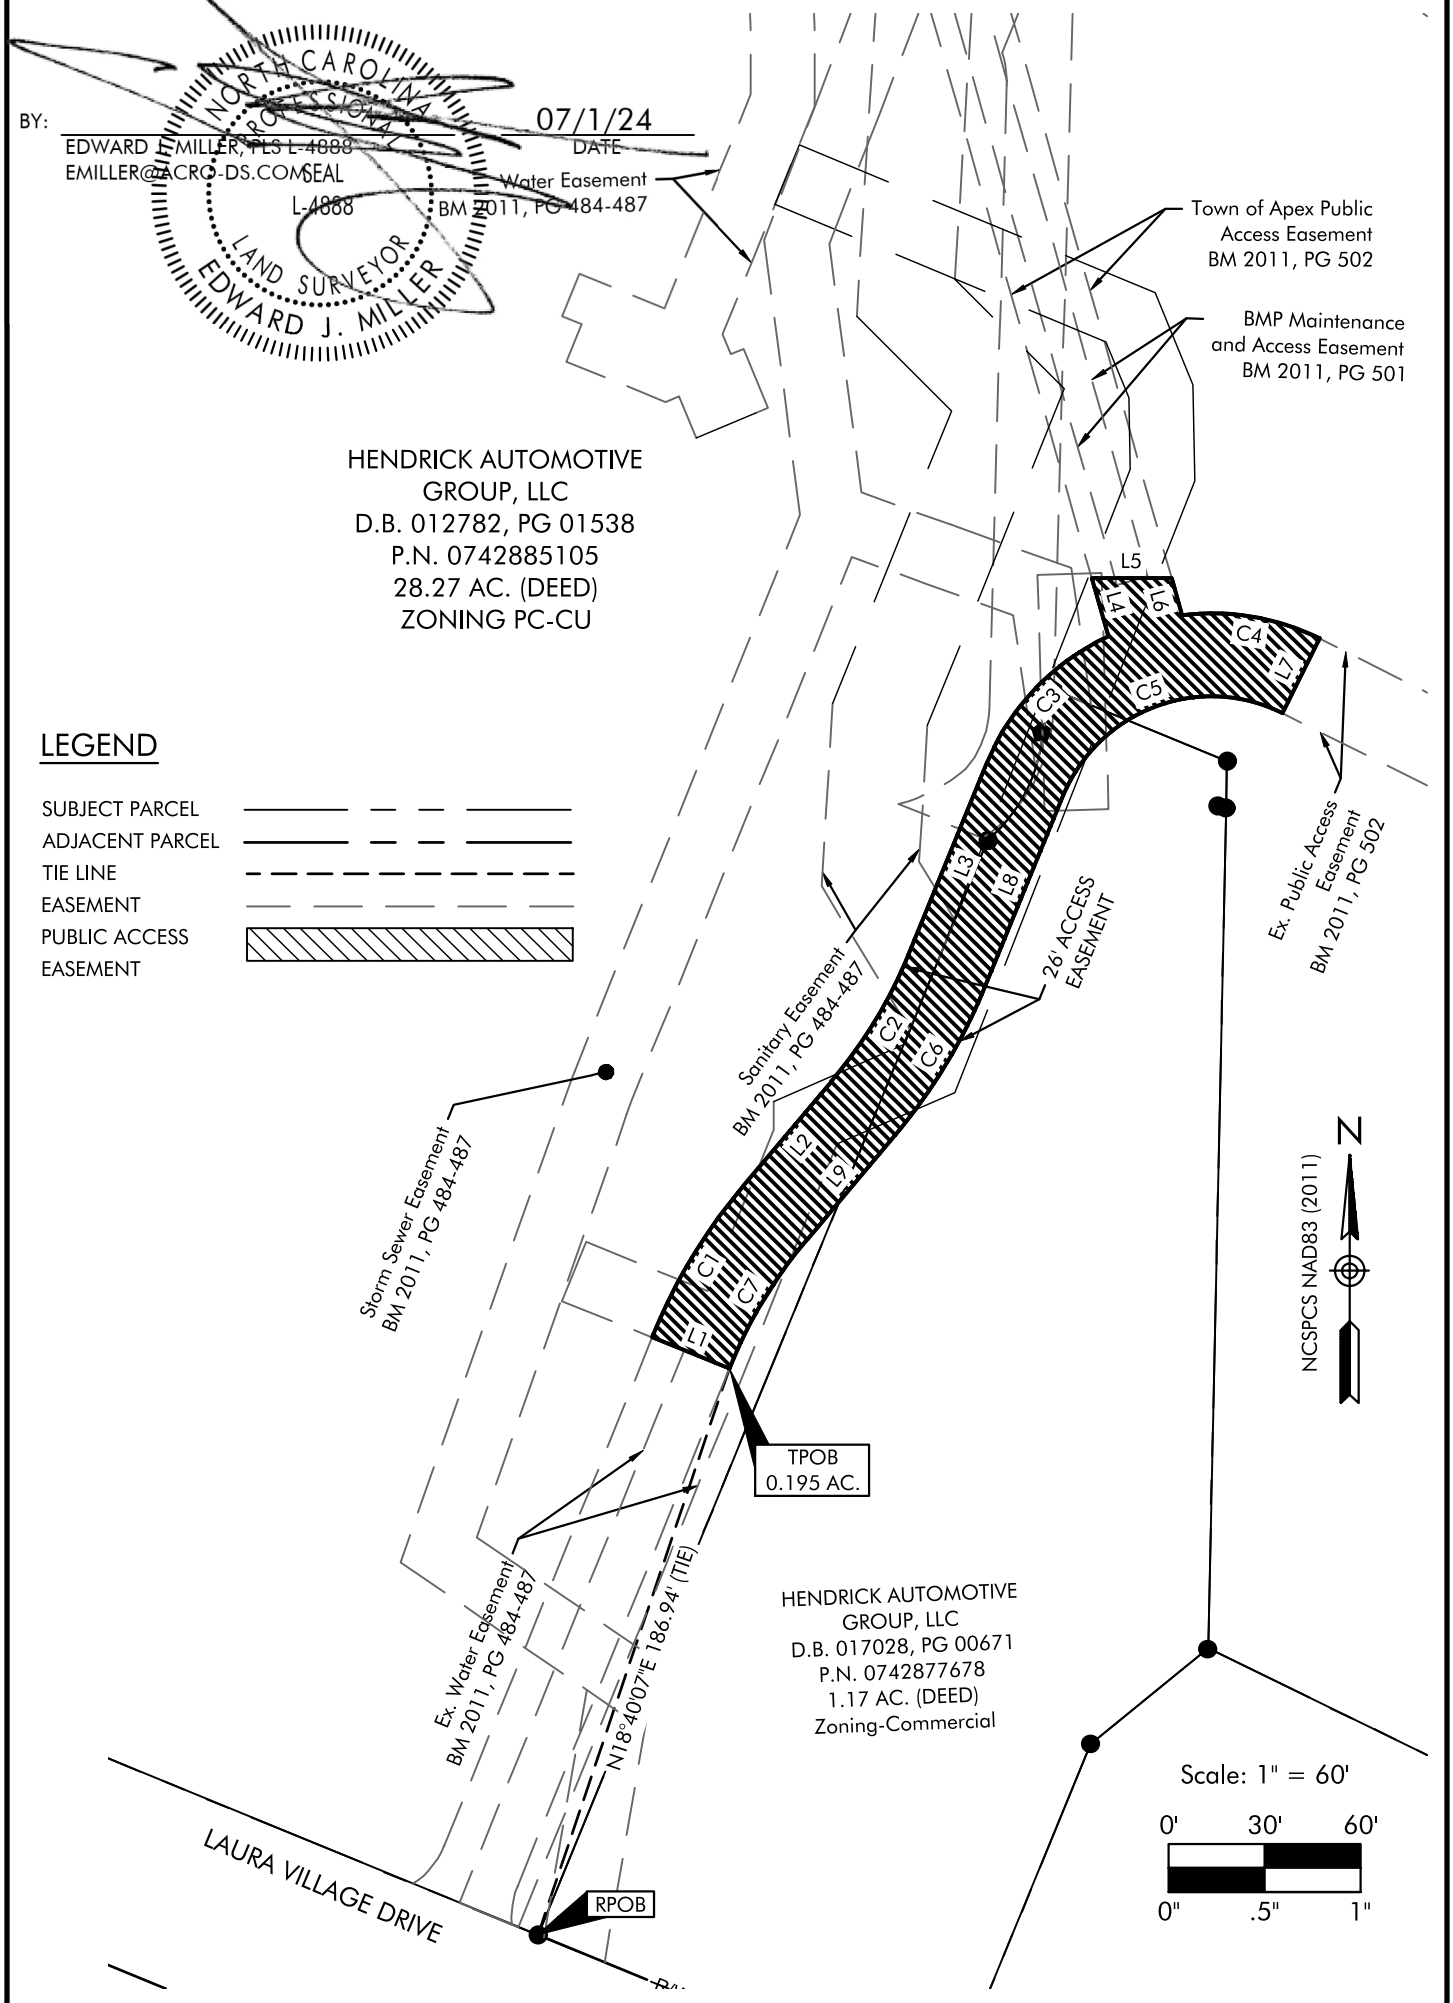 NORTH CAROLINA
PROFESSIONAL
SEAL
L-4888
LAND SURVEYOR
EDWARD J. MILLER
BY:
07/1/24
EDWARD J. MILLER, PLS L-4888
DATE
EMILLER@ACRO-DS.COM
Water Easement
BM 2011, PG 484-487
Town of Apex Public
Access Easement
BM 2011, PG 502
BMP Maintenance
and Access Easement
BM 2011, PG 501
HENDRICK AUTOMOTIVE
GROUP, LLC
D.B. 012782, PG 01538
P.N. 0742885105
28.27 AC. (DEED)
ZONING PC-CU
L5
L4
L6
C4
L7
C5
C3
LEGEND
SUBJECT PARCEL
ADJACENT PARCEL
TIE LINE
EASEMENT
PUBLIC ACCESS
EASEMENT
L3
L8
26' ACCESS
EASEMENT
Ex. Public Access
Easement
BM 2011, PG 502
Sanitary Easement
BM 2011, PG 484-487
C2
C6
L2
L9
Storm Sewer Easement
BM 2011, PG 484-487
C1
C7
L1
N
NCSPCS NAD83 (2011)
TPOB
0.195 AC.
Ex. Water Easement
BM 2011, PG 484-487
N18°40'07"E 186.94' (TIE)
HENDRICK AUTOMOTIVE
GROUP, LLC
D.B. 017028, PG 00671
P.N. 0742877678
1.17 AC. (DEED)
Zoning-Commercial
Scale: 1" = 60'
0' 30' 60'
0" .5" 1"
LAURA VILLAGE DRIVE
RPOB